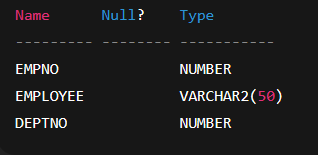 Name      Null?    Type
--------- -------- -----------
EMPNO              NUMBER
EMPLOYEE           VARCHAR2(50)
DEPTNO             NUMBER